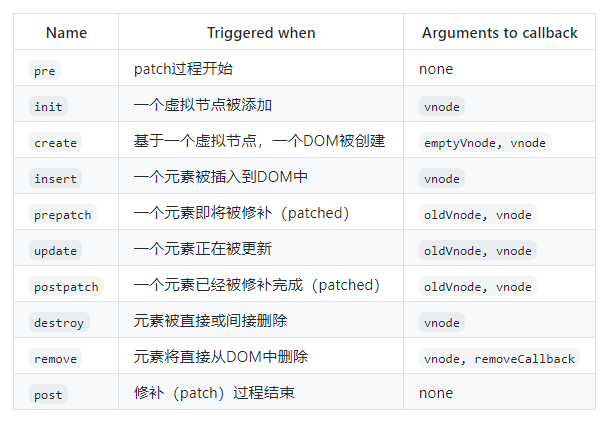 Name Triggered when Arguments to callback
pre patch过程开始 none
init 一个虚拟节点被添加 vnode
create 基于一个虚拟节点，一个DOM被创建 emptyVnode, vnode
insert 一个元素被插入到DOM中 vnode
prepatch 一个元素即将被修补（patched） oldVnode, vnode
update 一个元素正在被更新 oldVnode, vnode
postpatch 一个元素已经被修补完成（patched） oldVnode, vnode
destroy 元素被直接或间接删除 vnode
remove 元素将直接从DOM中删除 vnode, removeCallback
post 修补（patch）过程结束 none